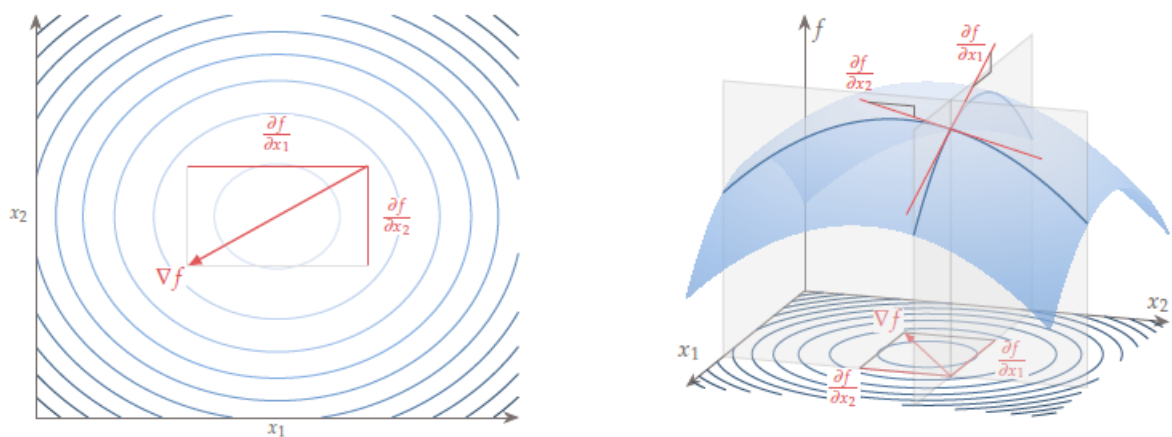 ∂f/∂x₁
x₂
∂f/∂x₂
∇f
x₁
f
∂f/∂x₁
∂f/∂x₂
x₂
∇f
x₁
∂f/∂x₁
∂f/∂x₂